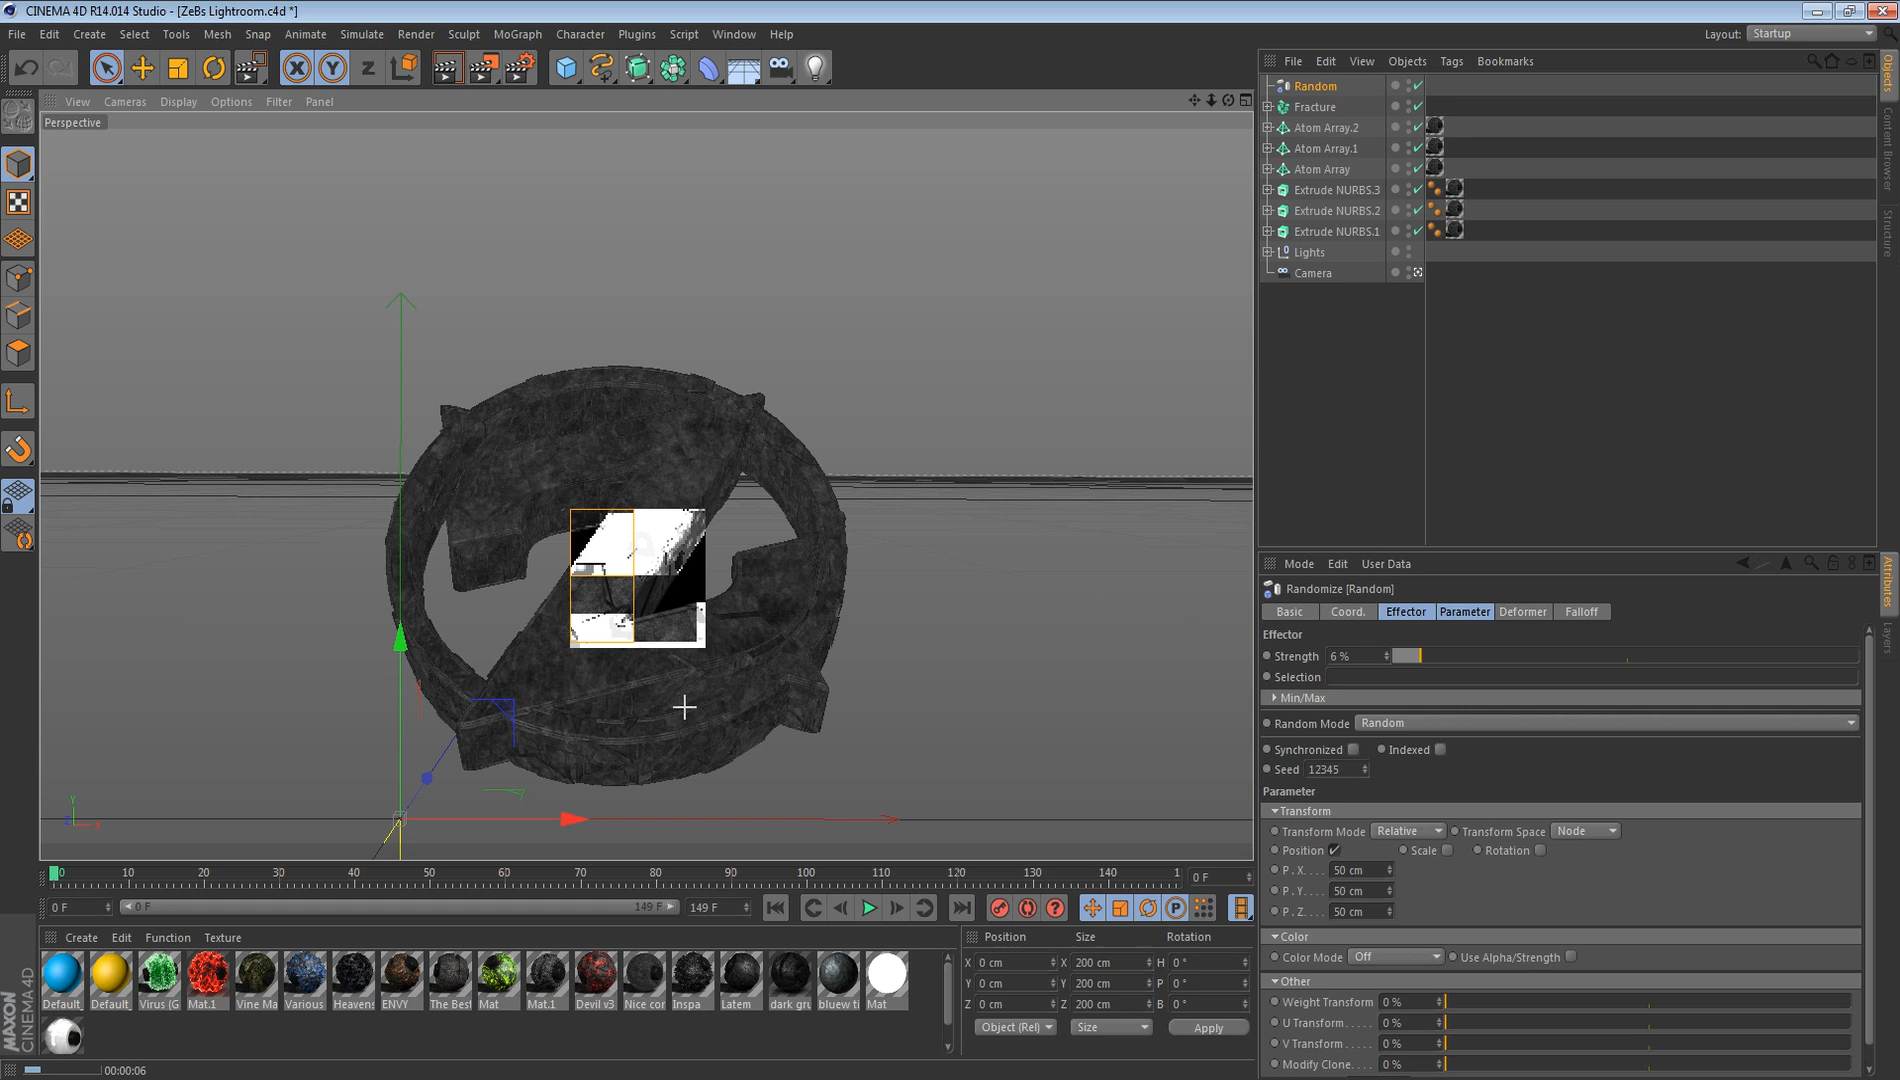 CINEMA 4D R14.014 Studio - [ZeBs Lightroom.c4d *]
File Edit Create Select Tools Mesh Snap Animate Simulate Render Sculpt MoGraph Character Plugins Script Window Help
Layout: Startup
X Y Z
View Cameras Display Options Filter Panel
Perspective
File Edit View Objects Tags Bookmarks
Random
Fracture
Atom Array.2
Atom Array.1
Atom Array
Extrude NURBS.3
Extrude NURBS.2
Extrude NURBS.1
Lights
Camera
Objects
Content Browser
Structure
Mode Edit User Data
Randomize [Random]
Basic Coord. Effector Parameter Deformer Falloff
Effector
Strength 6 %
Selection
Min/Max
Random Mode Random
Synchronized Indexed
Seed 12345
Parameter
Transform
Transform Mode Relative Transform Space Node
Position Scale Rotation
P . X. . . . 50 cm
P . Y. . . . 50 cm
P . Z. . . . 50 cm
Color
Color Mode Off Use Alpha/Strength
Other
Weight Transform 0 %
U Transform . . . . . 0 %
V Transform . . . . . 0 %
Modify Clone. . . . 0 %
Attributes
Layers
Y
Z X
0 10 20 30 40 50 60 70 80 90 100 110 120 130 140 1 0 F
0 F 0 F 149 F 149 F
Create Edit Function Texture
Default_ Default_ Virus (G Mat.1 Vine Ma Various Heavens ENVY The Best Mat Mat.1 Devil v3 Nice cor Inspa Latem dark gru bluew ti Mat
Position Size Rotation
X 0 cm X 200 cm H 0 °
Y 0 cm Y 200 cm P 0 °
Z 0 cm Z 200 cm B 0 °
Object (Rel) Size Apply
MAXON
CINEMA 4D
00:00:06